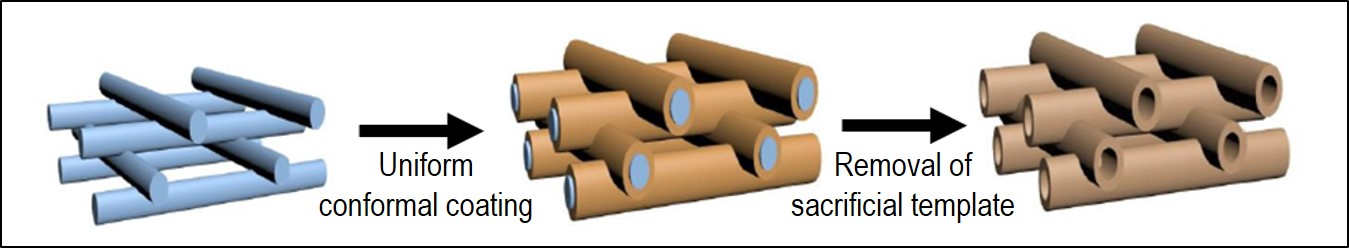 Uniform
conformal coating
Removal of
sacrificial template